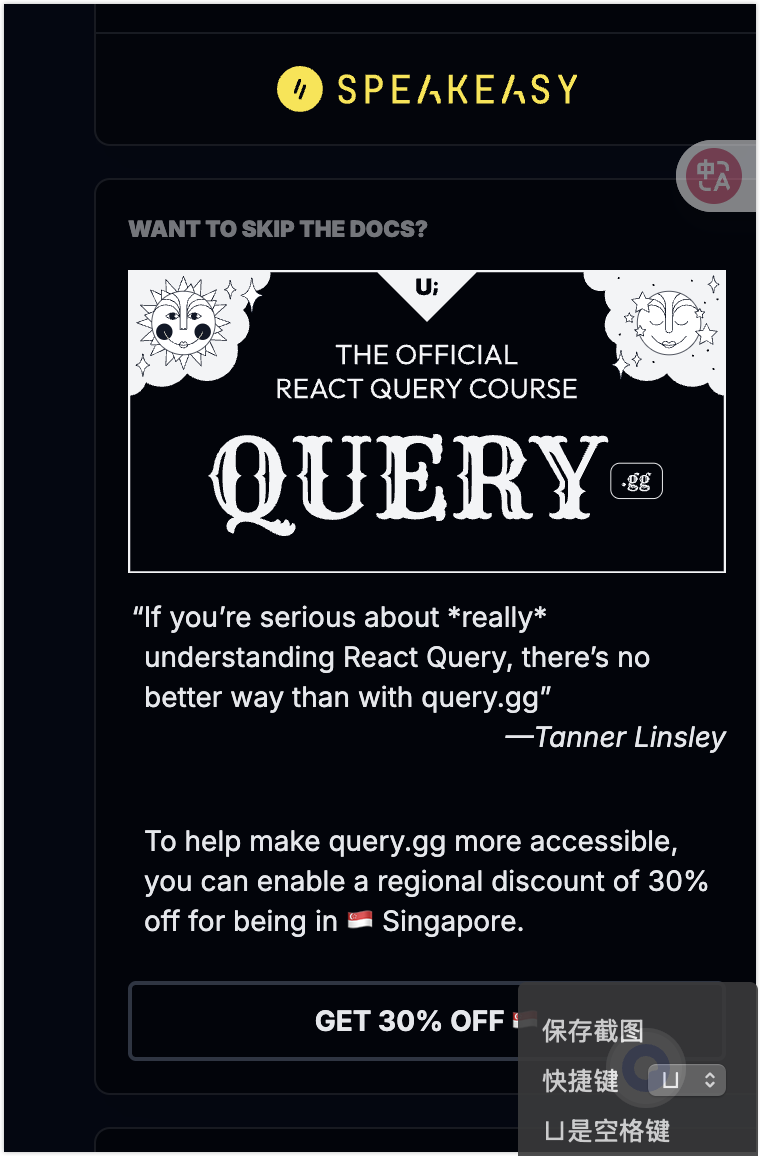 SPEAKEASY
中 A
WANT TO SKIP THE DOCS?
U;
THE OFFICIAL
REACT QUERY COURSE
QUERY .gg
“If you’re serious about *really*
understanding React Query, there’s no
better way than with query.gg”
—Tanner Linsley
To help make query.gg more accessible,
you can enable a regional discount of 30%
off for being in 🇸🇬 Singapore.
GET 30% OFF 🇸🇬
保存截图
快捷键 ⊔
⊔是空格键